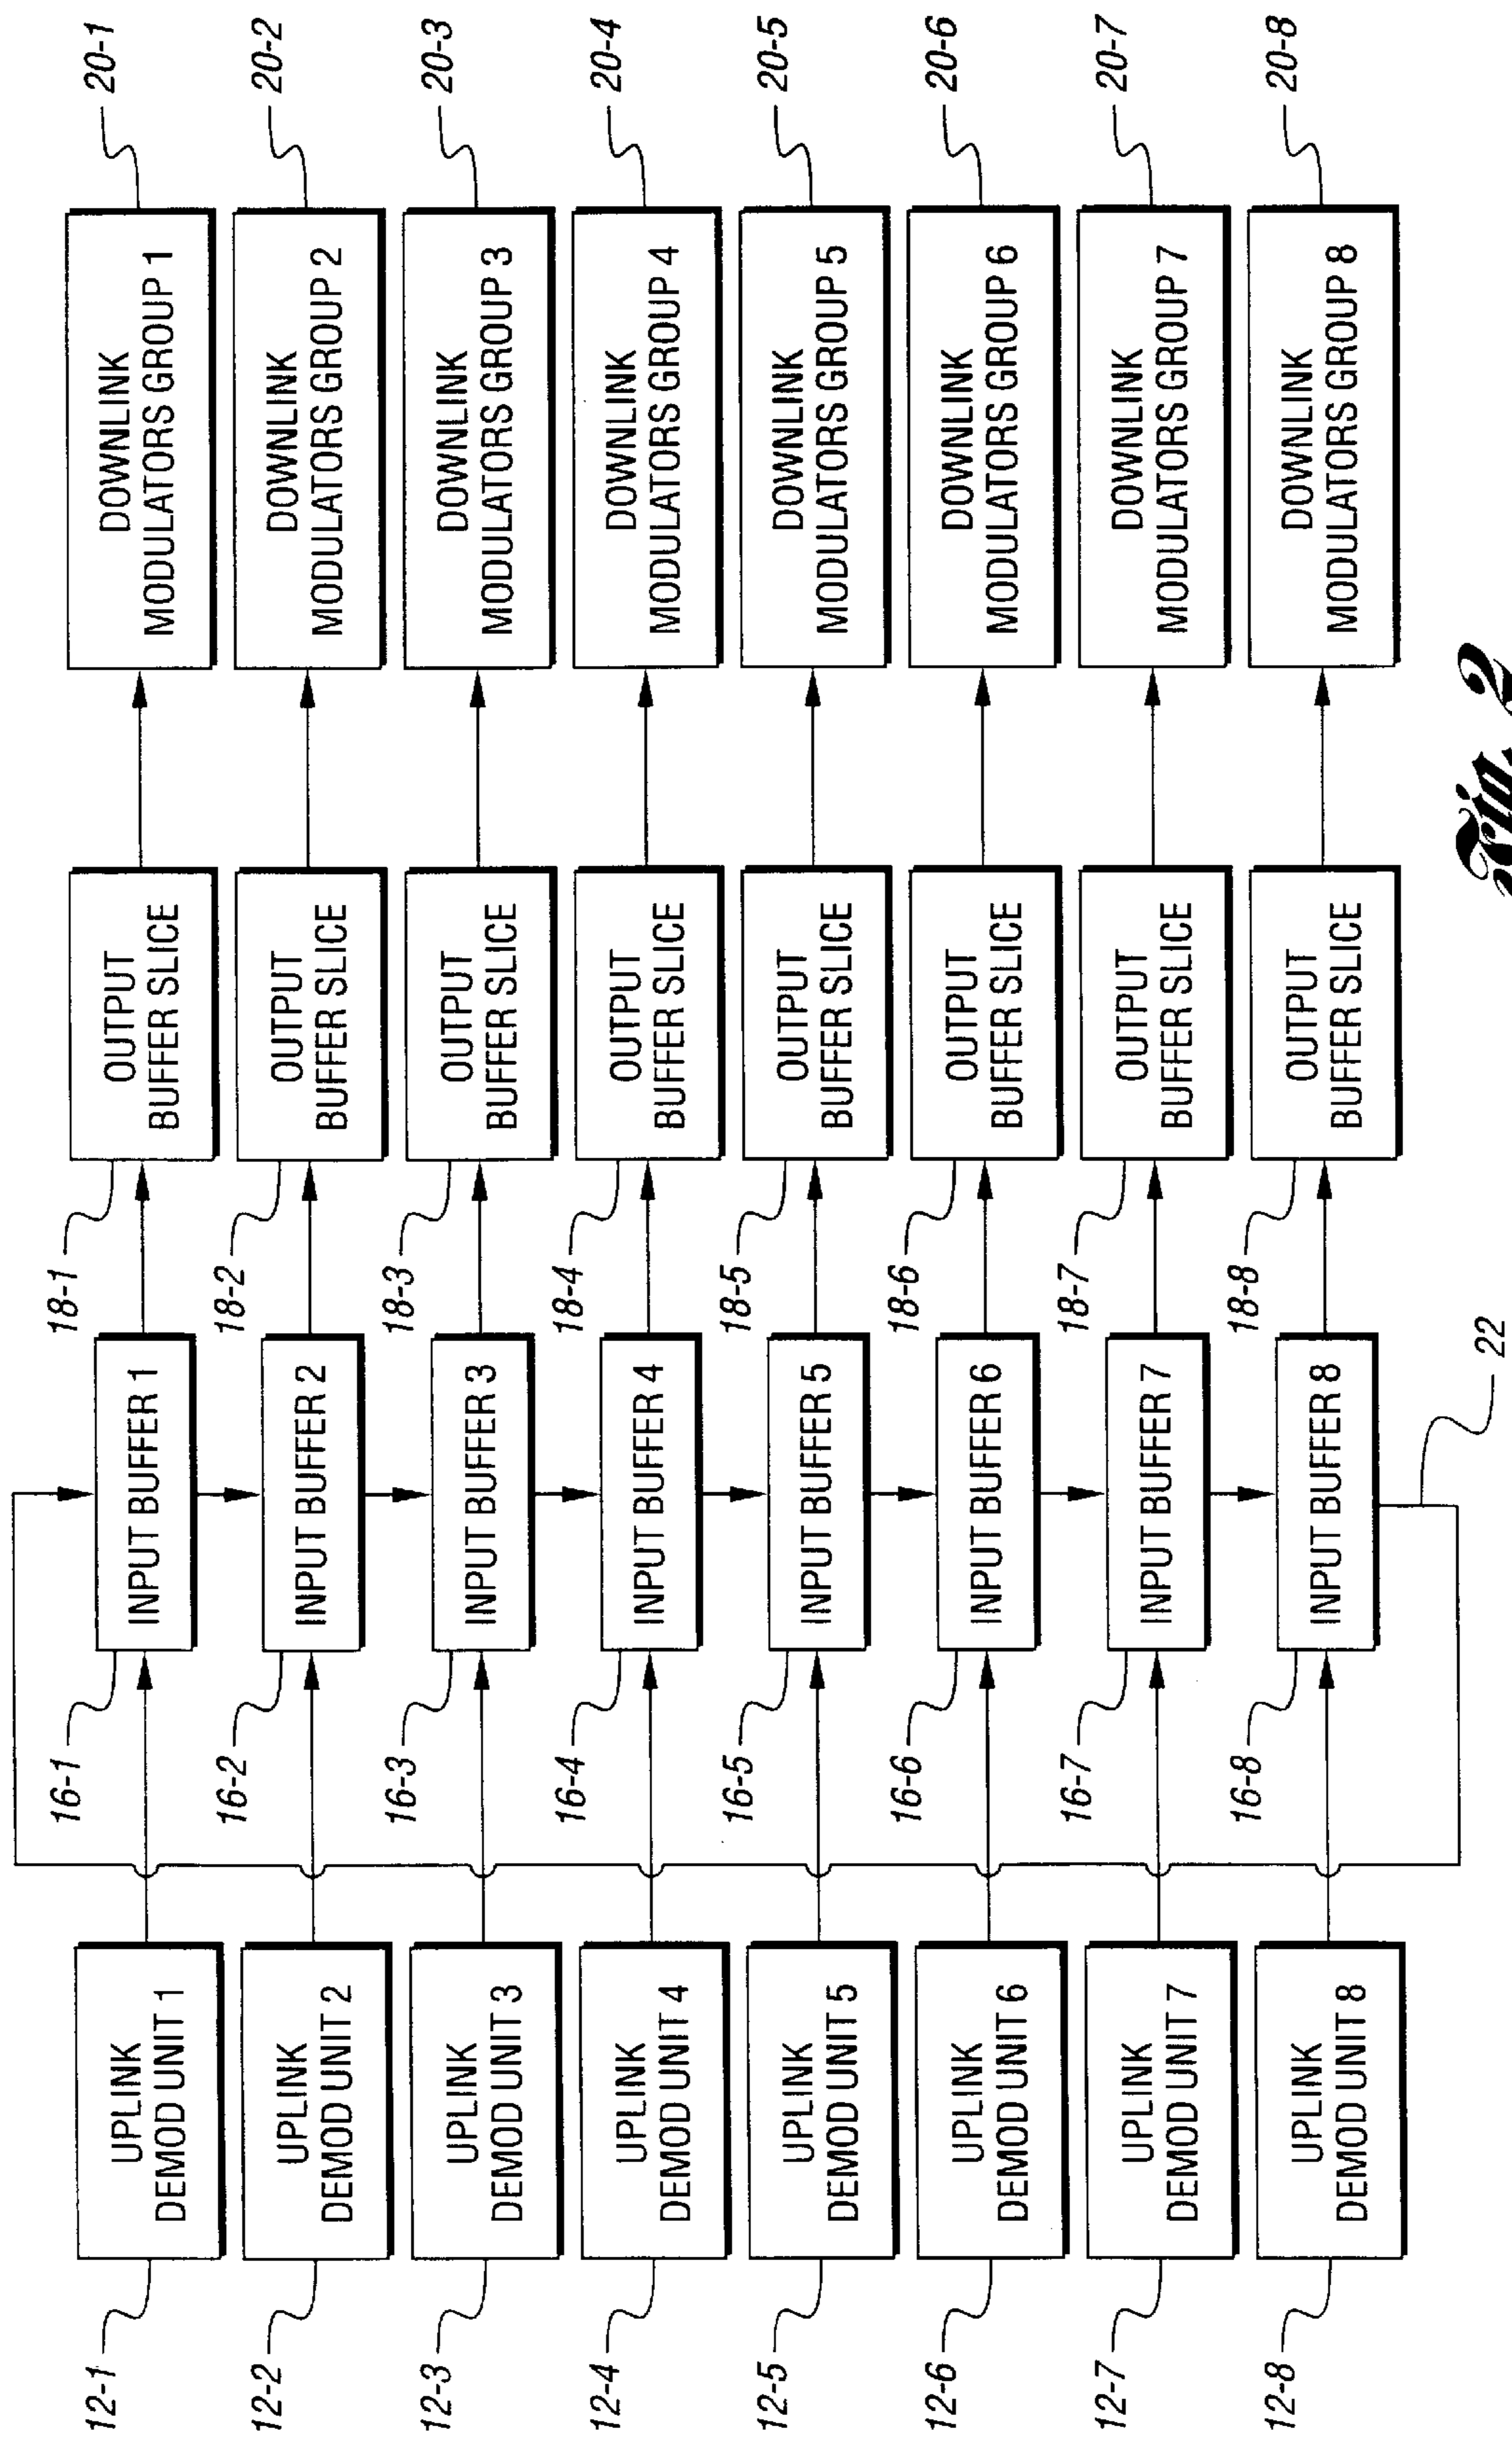 12-1
UPLINK
DEMOD UNIT 1
16-1
INPUT BUFFER 1
18-1
OUTPUT
BUFFER SLICE
DOWNLINK
MODULATORS GROUP 1
20-1
12-2
UPLINK
DEMOD UNIT 2
16-2
INPUT BUFFER 2
18-2
OUTPUT
BUFFER SLICE
DOWNLINK
MODULATORS GROUP 2
20-2
12-3
UPLINK
DEMOD UNIT 3
16-3
INPUT BUFFER 3
18-3
OUTPUT
BUFFER SLICE
DOWNLINK
MODULATORS GROUP 3
20-3
12-4
UPLINK
DEMOD UNIT 4
16-4
INPUT BUFFER 4
18-4
OUTPUT
BUFFER SLICE
DOWNLINK
MODULATORS GROUP 4
20-4
12-5
UPLINK
DEMOD UNIT 5
16-5
INPUT BUFFER 5
18-5
OUTPUT
BUFFER SLICE
DOWNLINK
MODULATORS GROUP 5
20-5
12-6
UPLINK
DEMOD UNIT 6
16-6
INPUT BUFFER 6
18-6
OUTPUT
BUFFER SLICE
DOWNLINK
MODULATORS GROUP 6
20-6
12-7
UPLINK
DEMOD UNIT 7
16-7
INPUT BUFFER 7
18-7
OUTPUT
BUFFER SLICE
DOWNLINK
MODULATORS GROUP 7
20-7
12-8
UPLINK
DEMOD UNIT 8
16-8
INPUT BUFFER 8
18-8
OUTPUT
BUFFER SLICE
DOWNLINK
MODULATORS GROUP 8
20-8
22
Fig. 2